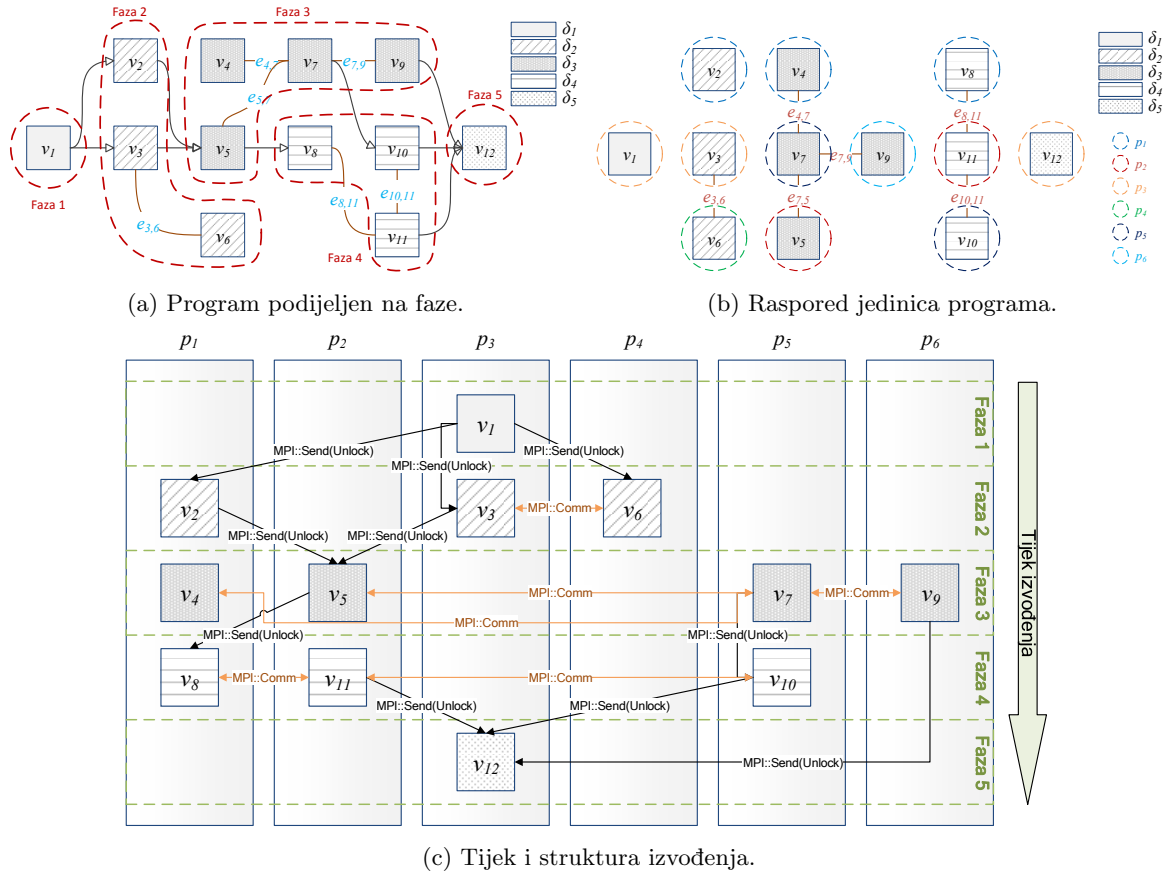 Faza 2
Faza 3
δ1
δ2
δ3
δ4
δ5
v2
v4
e4,
v7
e7,9
v9
e5,7
Faza 5
v1
v3
v5
v8
v10
v12
Faza 1
e3,6
v6
e8,11
e10,11
v11
Faza 4
(a) Program podijeljen na faze.
δ1
δ2
δ3
δ4
δ5
v2
v4
v8
e4,7
e8,11
v1
v3
v7
e7,9
v9
v11
v12
e3,6
e7,5
e10,11
v6
v5
v10
p1
p2
p3
p4
p5
p6
(b) Raspored jedinica programa.
p1 p2 p3 p4 p5 p6
v1
Faza 1
MPI::Send(Unlock) MPI::Send(Unlock) MPI::Send(Unlock)
v2 v3 MPI::Comm v6
Faza 2
MPI::Send(Unlock) MPI::Send(Unlock)
v4 v5 MPI::Comm v7 MPI::Comm v9
MPI::Comm
Faza 3
MPI::Send(Unlock) MPI::Send(Unlock)
v8 MPI::Comm v11 MPI::Comm v10
Faza 4
MPI::Send(Unlock) MPI::Send(Unlock)
v12 MPI::Send(Unlock)
Faza 5
Tijek izvođenja
(c) Tijek i struktura izvođenja.